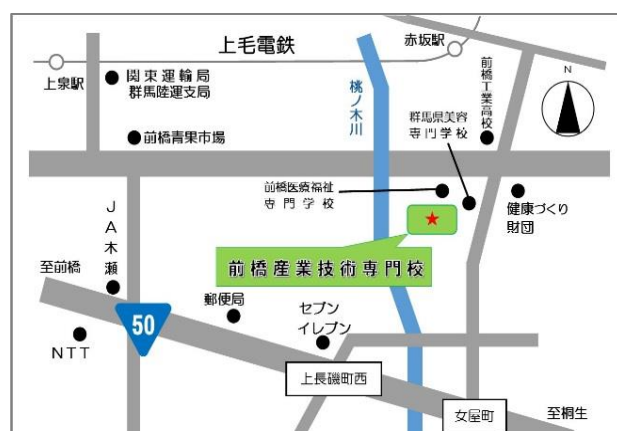 上毛電鉄
赤坂駅
上泉駅
関東運輸局
群馬陸運支局
桃ノ木川
前橋工業高校
N
群馬県美容
専門学校
前橋青果市場
前橋医療福祉
専門学校
健康づくり
財団
JA木瀬
至前橋
前橋産業技術専門校
50
郵便局
セブン
イレブン
NTT
上長磯町西
女屋町
至桐生